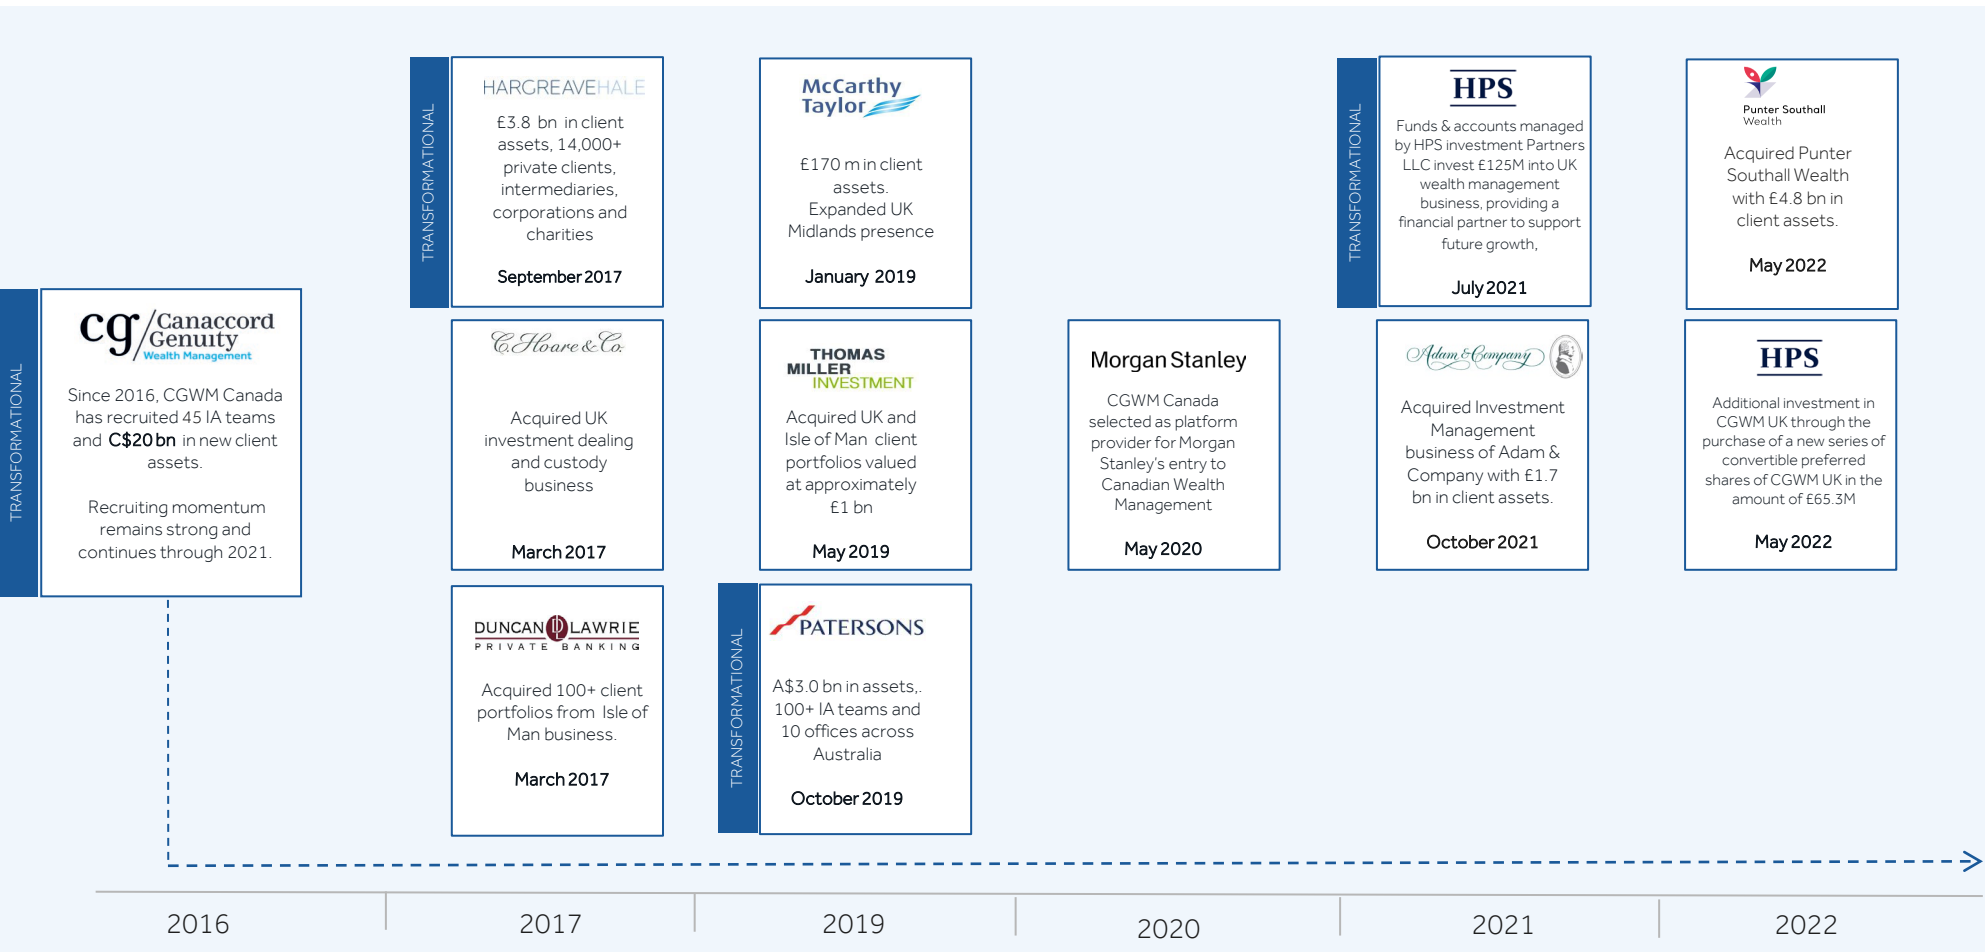 TRANSFORMATIONAL
cg/Canaccord
Genuity
Wealth Management
Since 2016, CGWM Canada
has recruited 45 IA teams
and C$20 bn in new client
assets.
Recruiting momentum
remains strong and
continues through 2021.
TRANSFORMATIONAL
HARGREAVEHALE
£3.8 bn in client
assets, 14,000+
private clients,
intermediaries,
corporations and
charities
September 2017
C. Hoare & Co.
Acquired UK
investment dealing
and custody
business
March 2017
DUNCAN DL LAWRIE
PRIVATE BANKING
Acquired 100+ client
portfolios from Isle of
Man business.
March 2017
McCarthy
Taylor
£170 m in client
assets.
Expanded UK
Midlands presence
January 2019
THOMAS
MILLER
INVESTMENT
Acquired UK and
Isle of Man client
portfolios valued
at approximately
£1 bn
May 2019
TRANSFORMATIONAL
PATERSONS
A$3.0 bn in assets,.
100+ IA teams and
10 offices across
Australia
October 2019
Morgan Stanley
CGWM Canada
selected as platform
provider for Morgan
Stanley's entry to
Canadian Wealth
Management
May 2020
TRANSFORMATIONAL
HPS
Funds & accounts managed
by HPS investment Partners
LLC invest £125M into UK
wealth management
business, providing a
financial partner to support
future growth,
July 2021
Adam & Company
Acquired Investment
Management
business of Adam &
Company with £1.7
bn in client assets.
October 2021
Punter Southall
Wealth
Acquired Punter
Southall Wealth
with £4.8 bn in
client assets.
May 2022
HPS
Additional investment in
CGWM UK through the
purchase of a new series of
convertible preferred
shares of CGWM UK in the
amount of £65.3M
May 2022
2016
2017
2019
2020
2021
2022